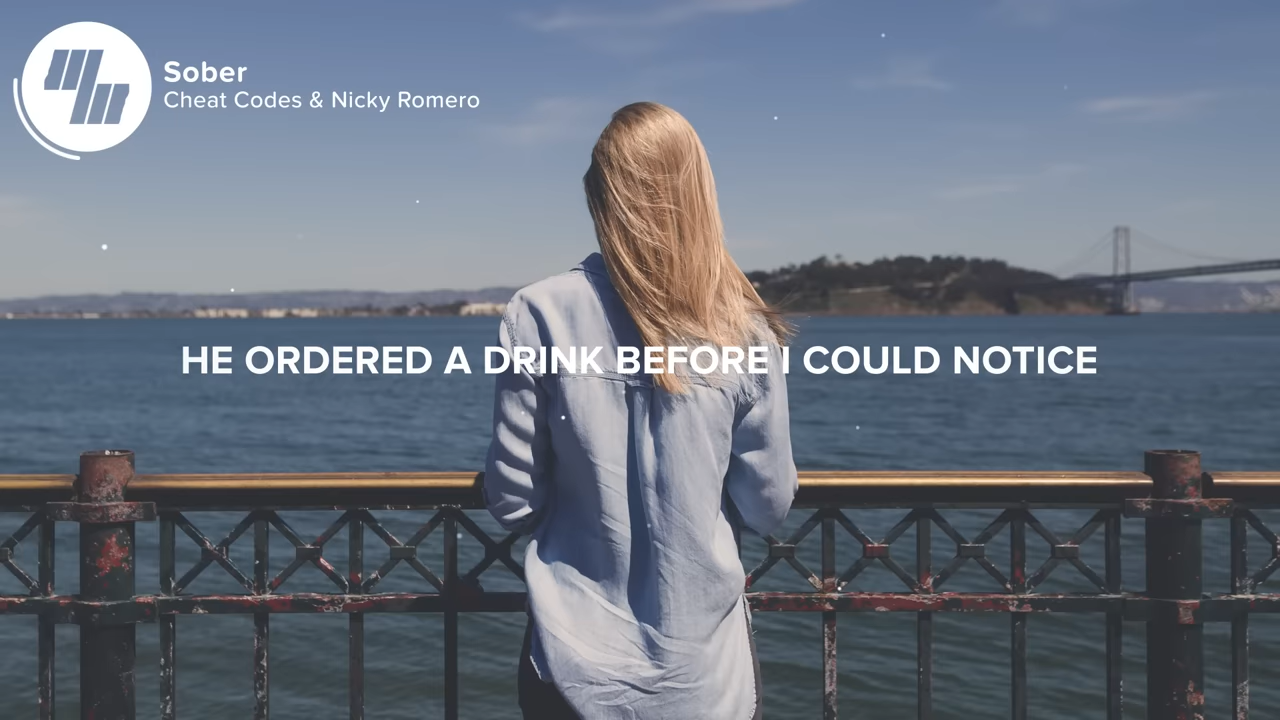 Sober
Cheat Codes & Nicky Romero
HE ORDERED A DRINK BEFORE I COULD NOTICE